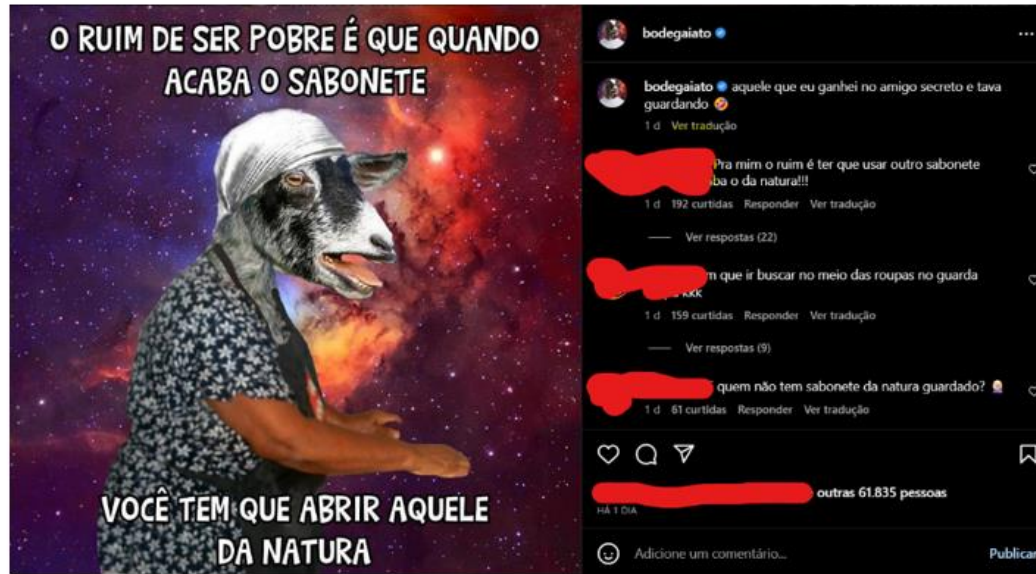 O RUIM DE SER POBRE É QUE QUANDO
ACABA O SABONETE
VOCÊ TEM QUE ABRIR AQUELE
DA NATURA
bodegaiato
bodegaiato aquele que eu ganhei no amigo secreto e tava
guardando 🤣
1 d Ver tradução
Pra mim o ruim é ter que usar outro sabonete
o da natura!!!
1 d 192 curtidas Responder Ver tradução
Ver respostas (22)
que ir buscar no meio das roupas no guarda
kkk
1 d 159 curtidas Responder Ver tradução
Ver respostas (9)
quem não tem sabonete da natura guardado?
1 d 61 curtidas Responder Ver tradução
outras 61.835 pessoas
HÁ 1 DIA
Adicione um comentário...
Publicar